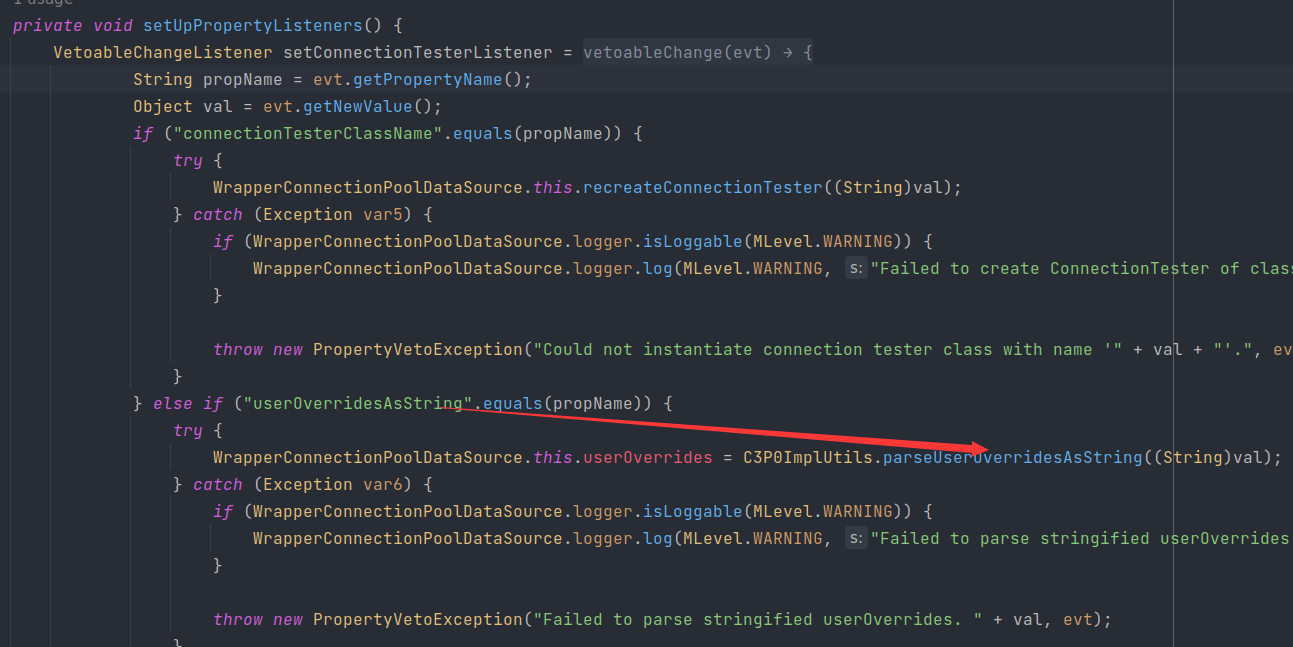 1 usage
private void setUpPropertyListeners() {
    VetoableChangeListener setConnectionTesterListener = vetoableChange(evt) → {
            String propName = evt.getPropertyName();
            Object val = evt.getNewValue();
            if ("connectionTesterClassName".equals(propName)) {
                try {
                    WrapperConnectionPoolDataSource.this.recreateConnectionTester((String)val);
                } catch (Exception var5) {
                    if (WrapperConnectionPoolDataSource.logger.isLoggable(MLevel.WARNING)) {
                        WrapperConnectionPoolDataSource.logger.log(MLevel.WARNING, s: "Failed to create ConnectionTester of clas
                    }
                    throw new PropertyVetoException("Could not instantiate connection tester class with name '" + val + "'.", ev
                }
            } else if ("userOverridesAsString".equals(propName)) {
                try {
                    WrapperConnectionPoolDataSource.this.userOverrides = C3P0ImplUtils.parseUserOverridesAsString((String)val);
                } catch (Exception var6) {
                    if (WrapperConnectionPoolDataSource.logger.isLoggable(MLevel.WARNING)) {
                        WrapperConnectionPoolDataSource.logger.log(MLevel.WARNING, s: "Failed to parse stringified userOverrides
                    }
                    throw new PropertyVetoException("Failed to parse stringified userOverrides. " + val, evt);
                }